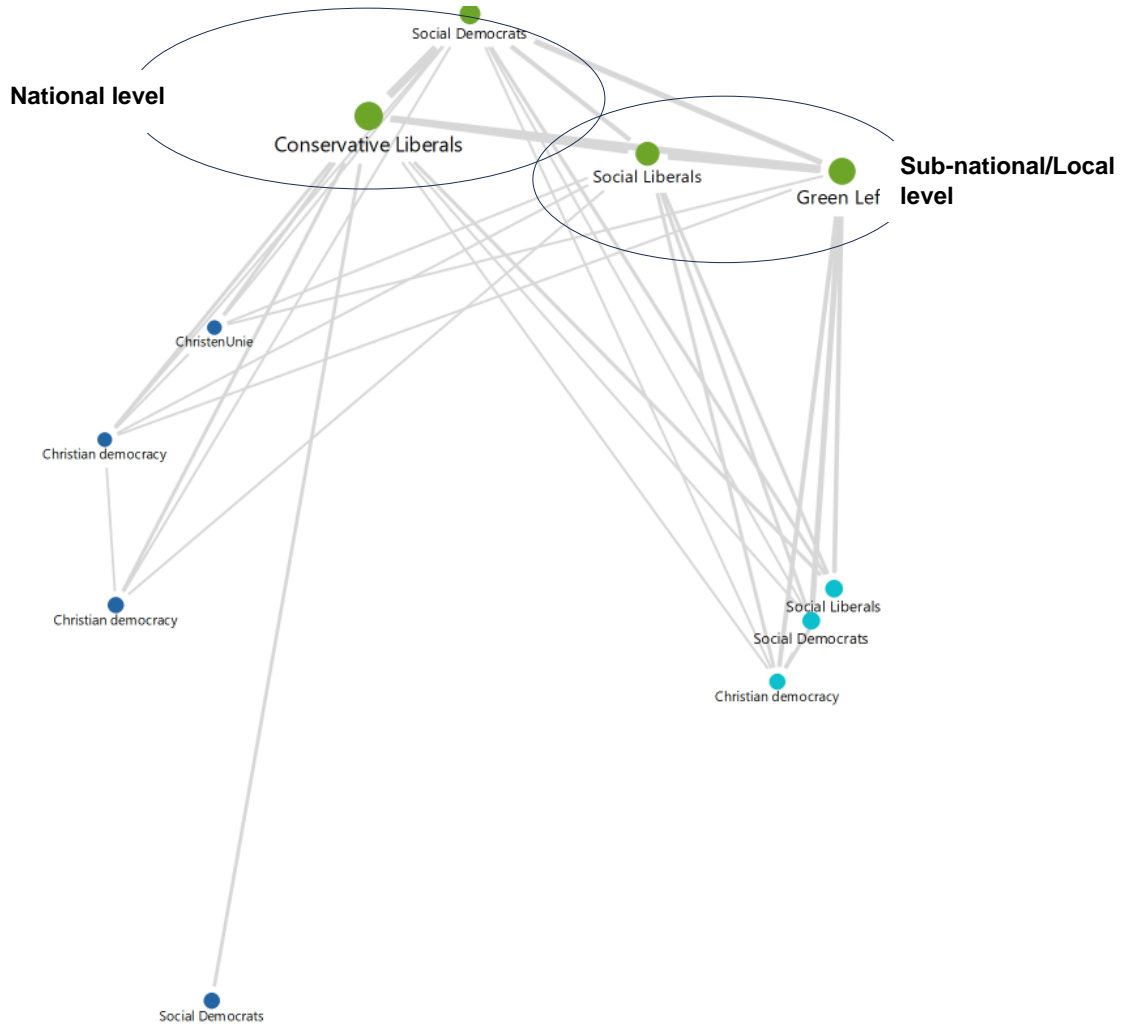 Social Democrats
National level
Conservative Liberals
Social Liberals
Sub-national/Local
level
Green Lef
ChristenUnie
Christian democracy
Christian democracy
Social Liberals
Social Democrats
Christian democracy
Social Democrats